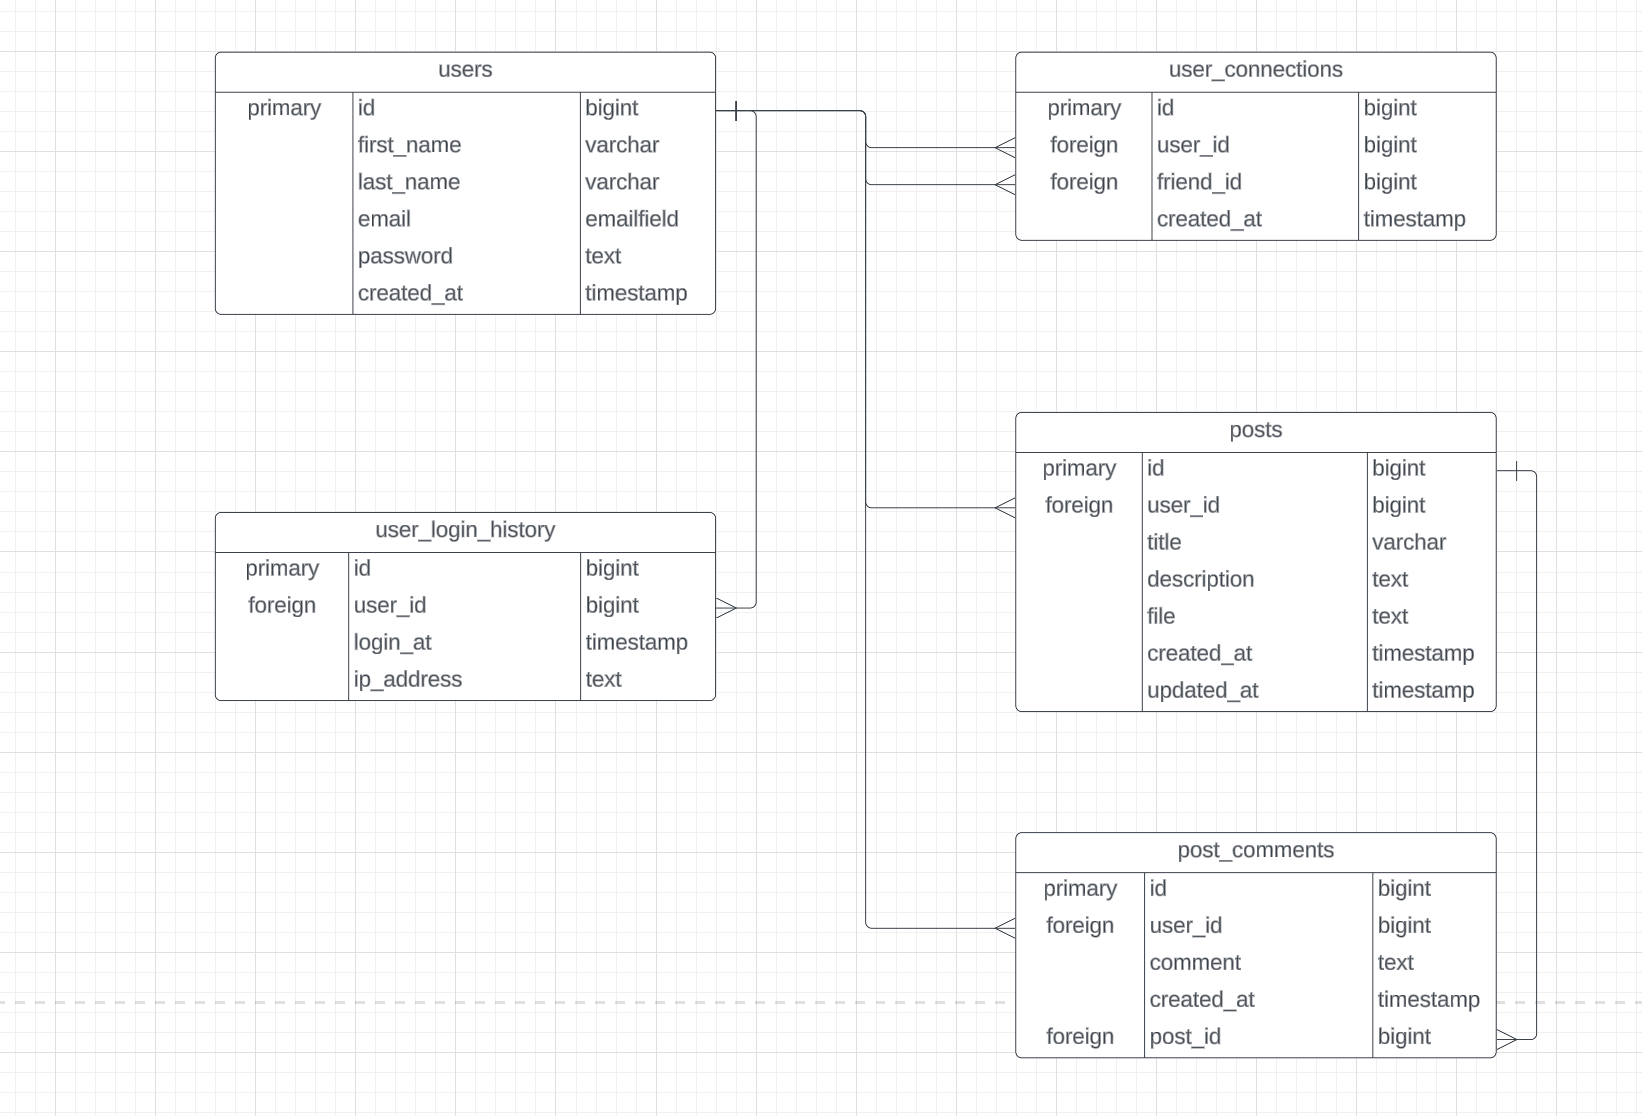 users
primary id bigint
first_name varchar
last_name varchar
email emailfield
password text
created_at timestamp
user_connections
primary id bigint
foreign user_id bigint
foreign friend_id bigint
created_at timestamp
user_login_history
primary id bigint
foreign user_id bigint
login_at timestamp
ip_address text
posts
primary id bigint
foreign user_id bigint
title varchar
description text
file text
created_at timestamp
updated_at timestamp
post_comments
primary id bigint
foreign user_id bigint
comment text
created_at timestamp
foreign post_id bigint